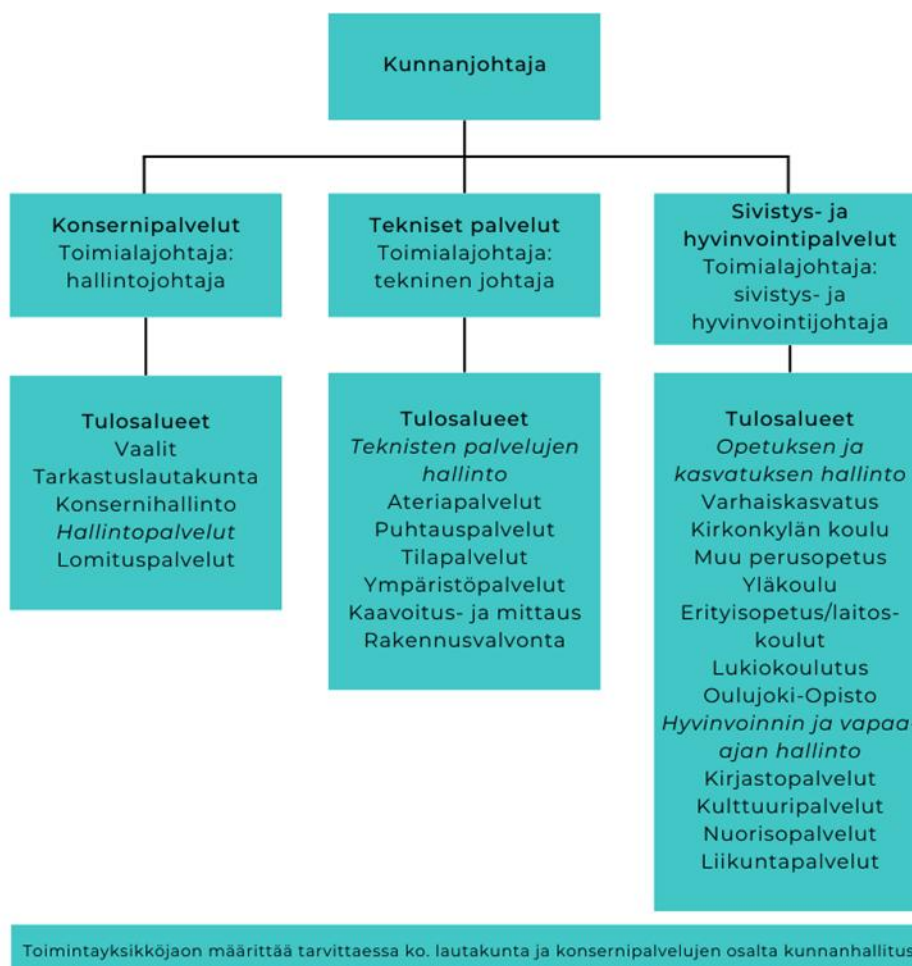 Kunnanjohtaja
Konsernipalvelut
Toimialajohtaja:
hallintojohtaja
Tekniset palvelut
Toimialajohtaja:
tekninen johtaja
Sivistys- ja
hyvinvointipalvelut
Toimialajohtaja:
sivistys- ja
hyvinvointijohtaja
Tulosalueet
Vaalit
Tarkastuslautakunta
Konsernihallinto
Hallintopalvelut
Lomituspalvelut
Tulosalueet
Teknisten palvelujen
hallinto
Ateriapalvelut
Puhtauspalvelut
Tilapalvelut
Ympäristöpalvelut
Kaavoitus- ja mittaus
Rakennusvalvonta
Tulosalueet
Opetuksen ja
kasvatuksen hallinto
Varhaiskasvatus
Kirkonkylän koulu
Muu perusopetus
Yläkoulu
Erityisopetus/laitos-
koulut
Lukiokoulutus
Oulujoki-Opisto
Hyvinvoinnin ja vapaa-
ajan hallinto
Kirjastopalvelut
Kulttuuripalvelut
Nuorisopalvelut
Liikuntapalvelut
Toimintayksikköjaon määrittää tarvittaessa ko. lautakunta ja konsernipalvelujen osalta kunnanhallitus